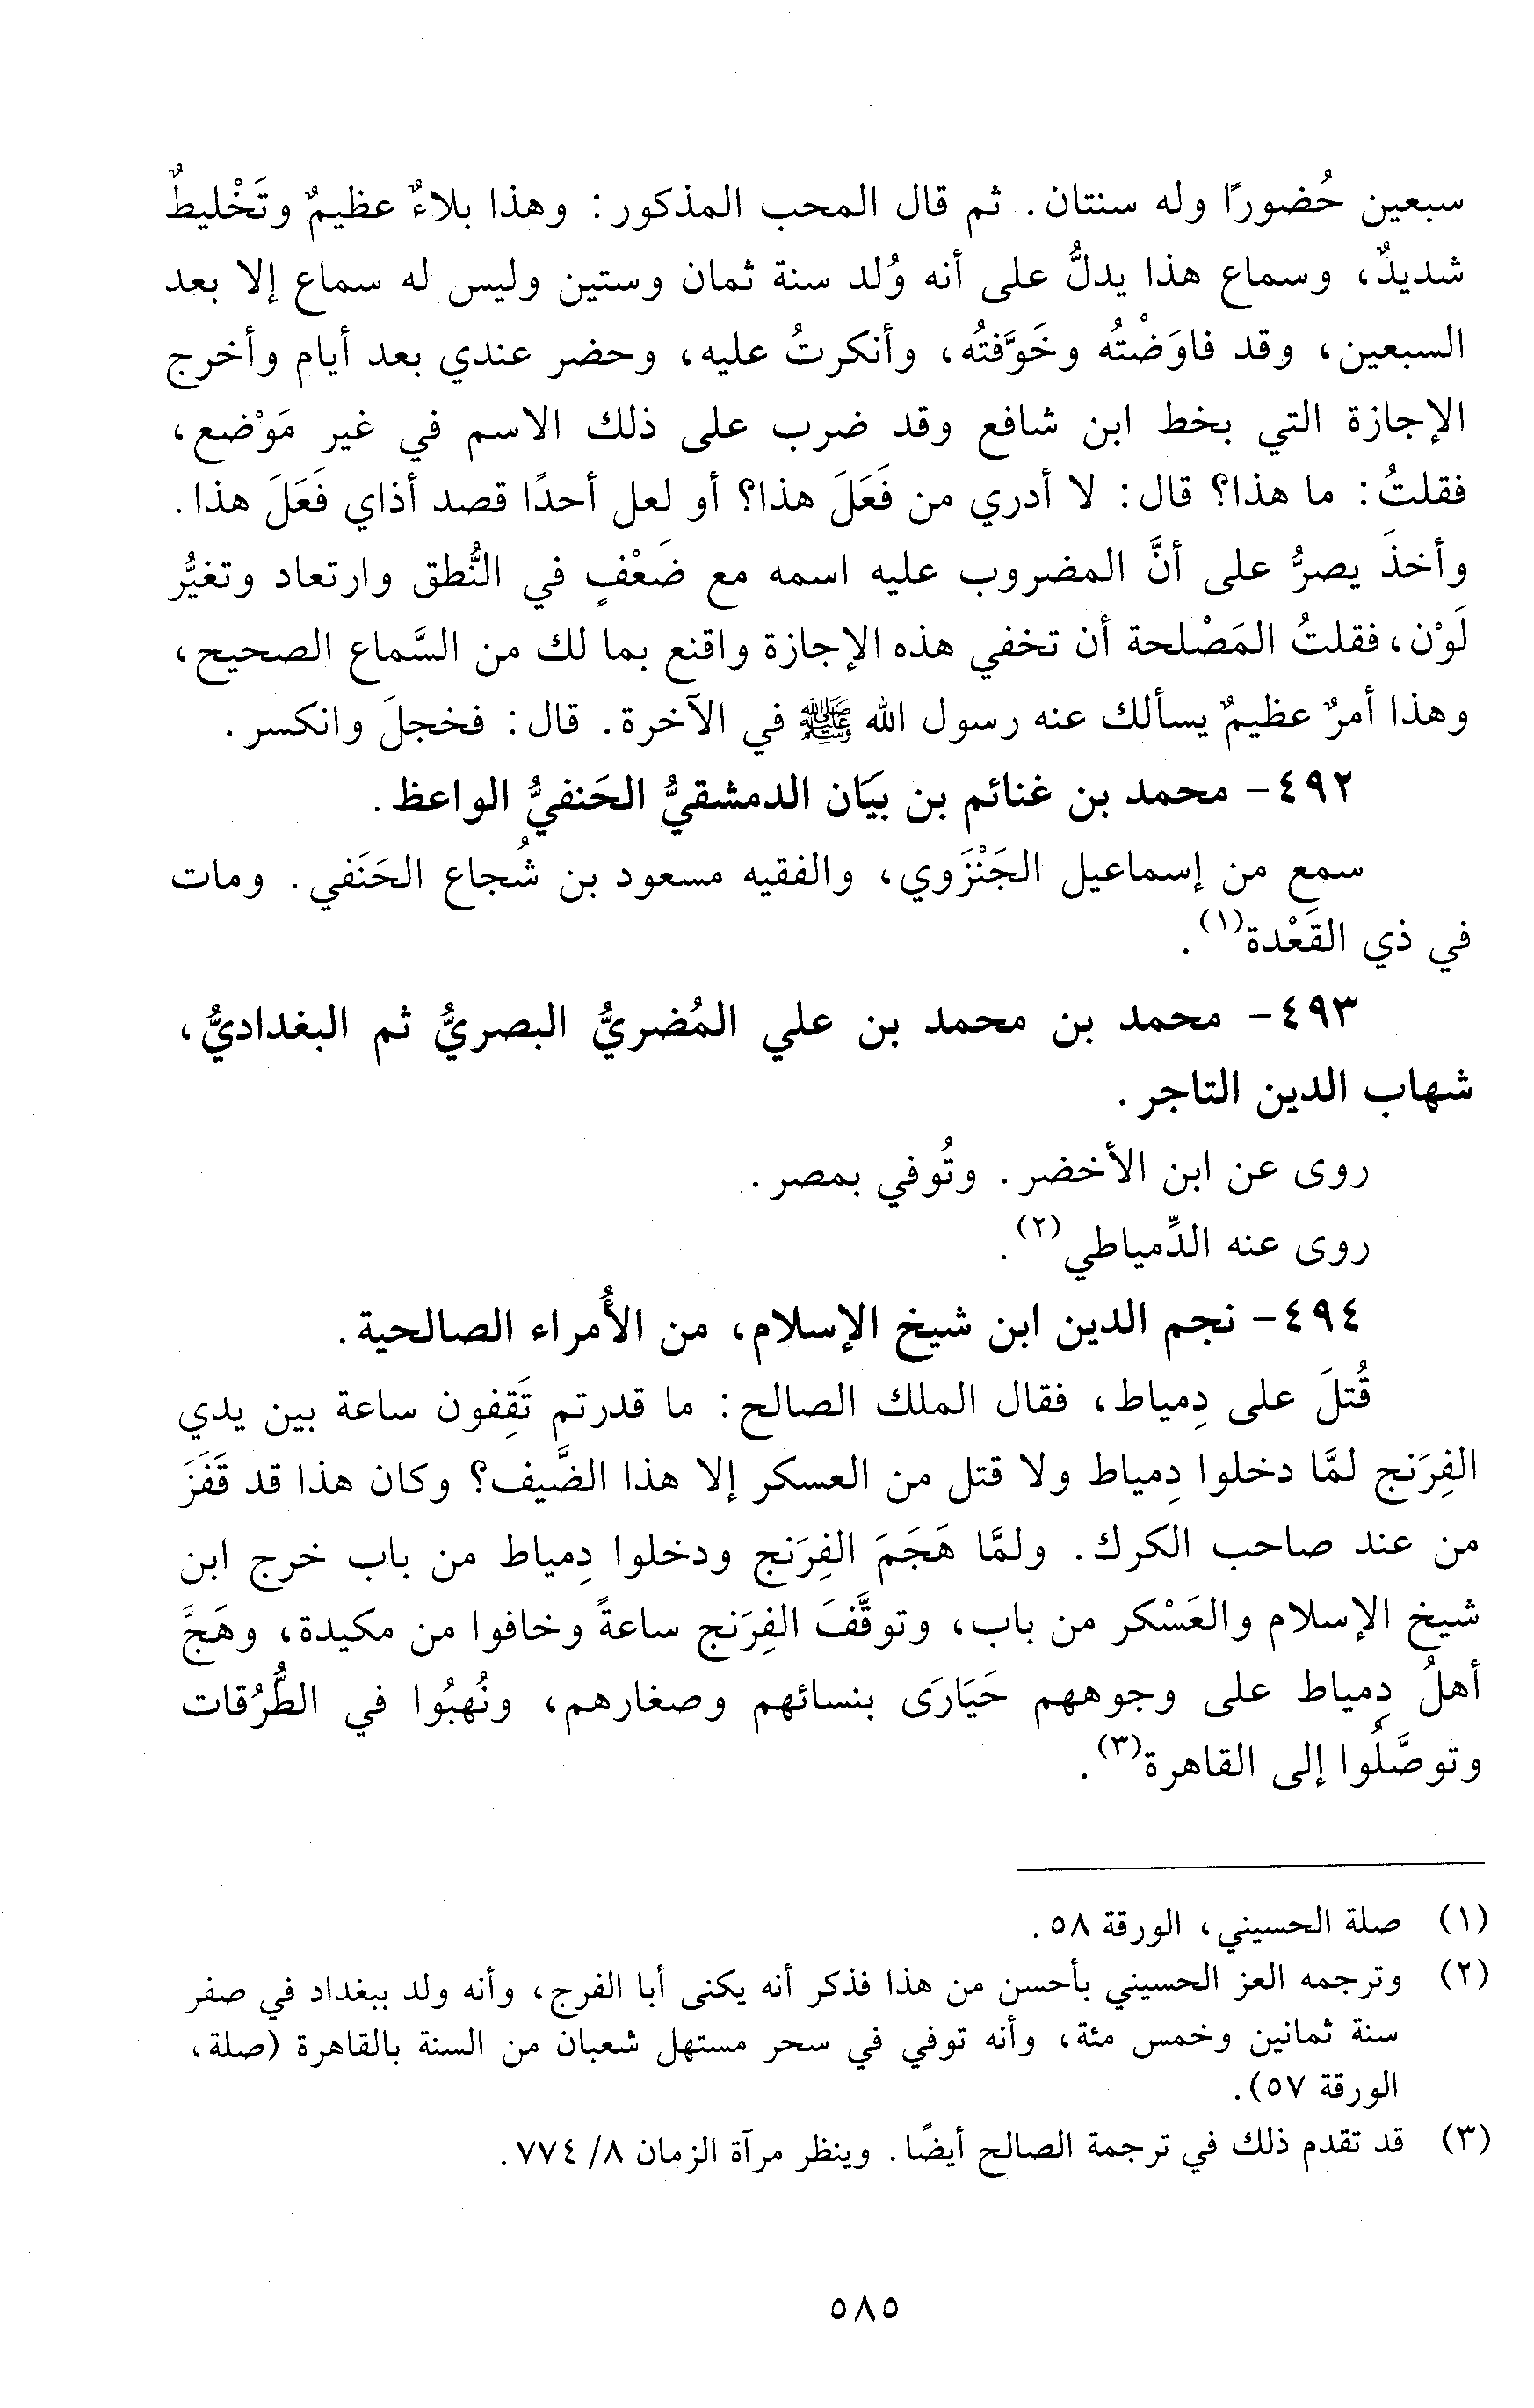 سبعين حُضورًا وله سنتان. ثم قال المحب المذكور: وهذا بلاءٌ عظيمٌ وتَخْليطٌ
شديدٌ، وسماع هذا يدلُّ على أنه وُلد سنة ثمان وستين وليس له سماع إلا بعد
السبعين، وقد فاوَضْتُه وخَوَّفتُه، وأنكرتُ عليه، وحضر عندي بعد أيام وأخرج
الإجازة التي بخط ابن شافع وقد ضرب على ذلك الاسم في غير مَوْضع،
فقلتُ: ما هذا؟ قال: لا أدري من فَعَلَ هذا؟ أو لعل أحدًا قصد أذاي فَعَلَ هذا.
وأخذَ يصرُّ على أنَّ المضروب عليه اسمه مع ضَعْفٍ في النُّطق وارتعاد وتغيُّر
لَوْن، فقلتُ المَصْلحة أن تخفي هذه الإجازة واقنع بما لك من السَّماع الصحيح،
وهذا أمرٌ عظيمٌ يسألك عنه رسول الله ﷺ في الآخرة. قال: فخجلَ وانكسر.
٤٩٢- محمد بن غنائم بن بيَان الدمشقيُّ الحَنفيُّ الواعظ.
سمع من إسماعيل الجَنْزَوي، والفقيه مسعود بن شُجاع الحَنَفي. ومات
في ذي القَعْدة(١).
٤٩٣- محمد بن محمد بن علي المُضريُّ البصريُّ ثم البغداديُّ،
شهاب الدين التاجر.
روى عن ابن الأخضر. وتُوفي بمصر.
روى عنه الدِّمياطي(٢).
٤٩٤- نجم الدين ابن شيخ الإسلام، من الأُمراء الصالحية.
قُتلَ على دِمياط، فقال الملك الصالح: ما قدرتم تَقِفون ساعة بين يدي
الفِرَنج لمَّا دخلوا دِمياط ولا قتل من العسكر إلا هذا الضَّيف؟ وكان هذا قد قَفَزَ
من عند صاحب الكرك. ولمَّا هَجَمَ الفِرَنج ودخلوا دِمياط من باب خرج ابن
شيخ الإسلام والعَسْكر من باب، وتوقَّفَ الفِرَنج ساعةً وخافوا من مكيدة، وهَجَّ
أهلُ دِمياط على وجوههم حَيَارَى بنسائهم وصغارهم، ونُهبُوا في الطُّرُقات
وتوصَّلُوا إلى القاهرة(٣).
(١) صلة الحسيني، الورقة ٥٨.
(٢) وترجمه العز الحسيني بأحسن من هذا فذكر أنه يكنى أبا الفرج، وأنه ولد ببغداد في صفر
سنة ثمانين وخمس مئة، وأنه توفي في سحر مستهل شعبان من السنة بالقاهرة (صلة،
الورقة ٥٧).
(٣) قد تقدم ذلك في ترجمة الصالح أيضًا. وينظر مرآة الزمان ٨/ ٧٧٤.
٥٨٥